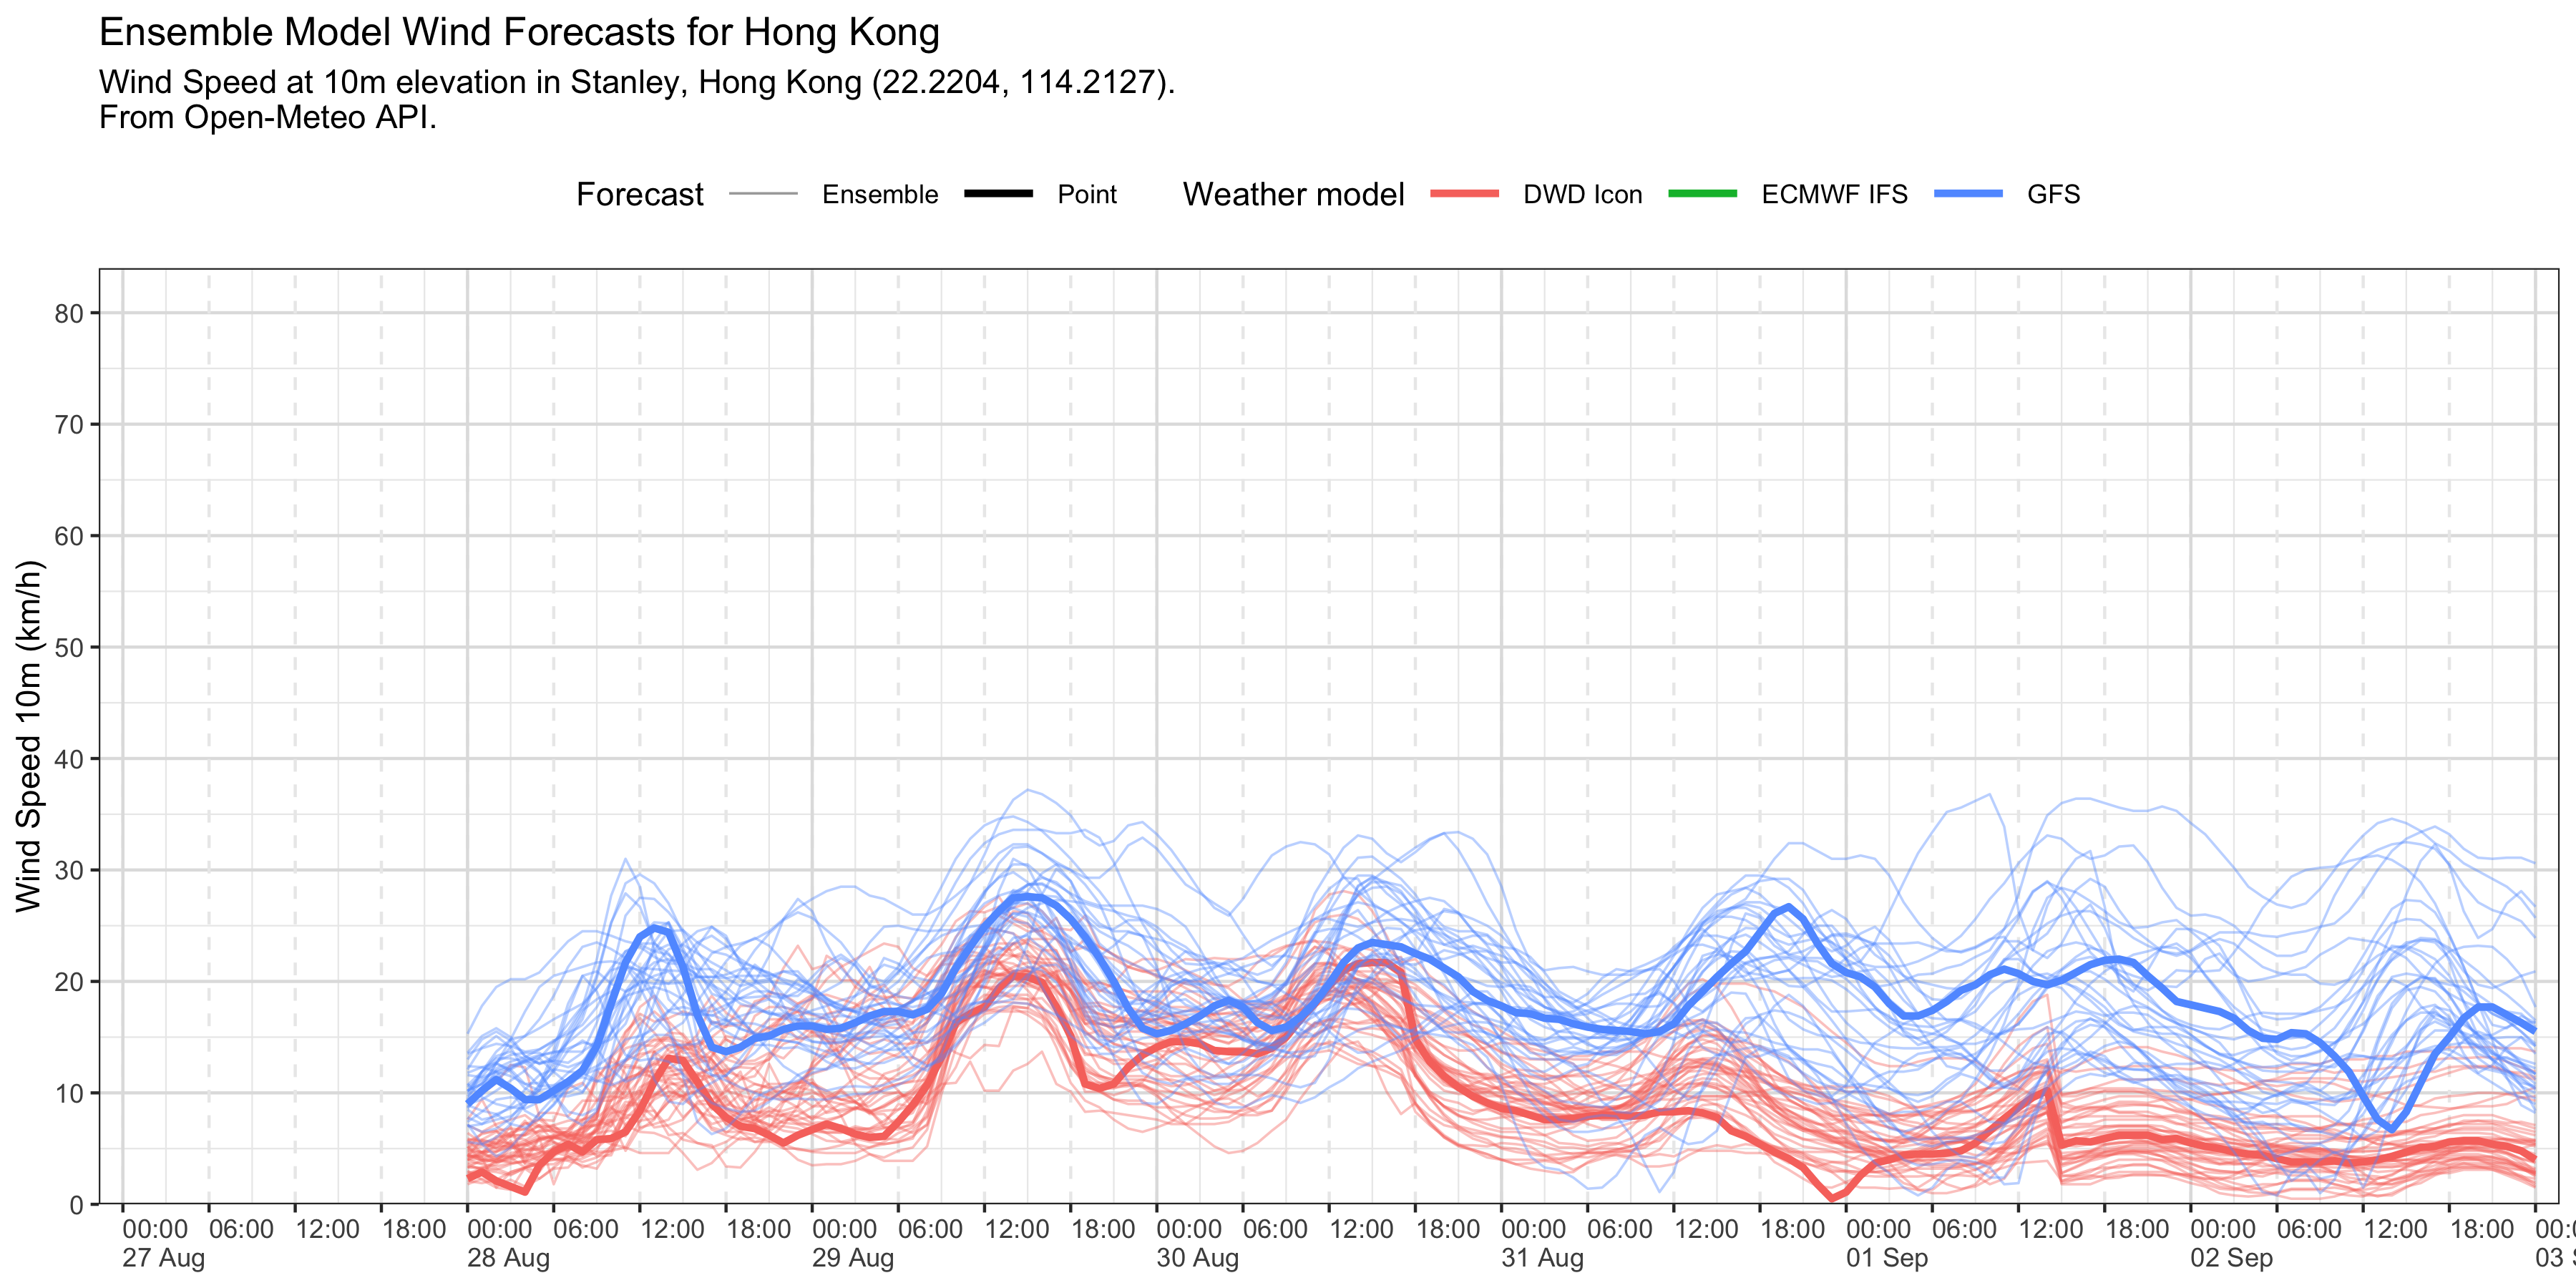 Ensemble Model Wind Forecasts for Hong Kong
Wind Speed at 10m elevation in Stanley, Hong Kong (22.2204, 114.2127).
From Open-Meteo API.
Forecast Ensemble Point Weather model DWD Icon ECMWF IFS GFS
Wind Speed 10m (km/h)
80
70
60
50
40
30
20
10
0
00:00 06:00 12:00 18:00 00:00 06:00 12:00 18:00 00:00 06:00 12:00 18:00 00:00 06:00 12:00 18:00 00:00 06:00 12:00 18:00 00:00 06:00 12:00 18:00 00:00 06:00 12:00 18:00
27 Aug 28 Aug 29 Aug 30 Aug 31 Aug 01 Sep 02 Sep 03